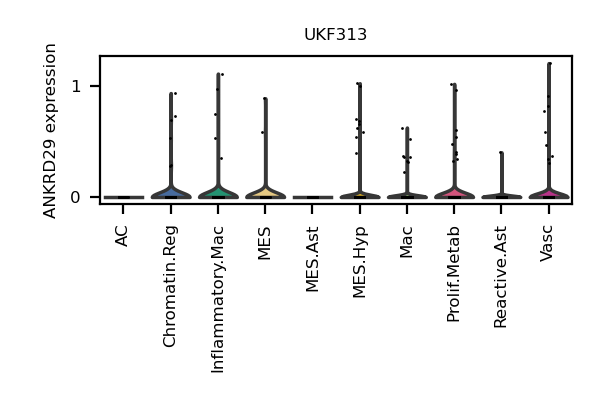 UKF313
ANKRD29 expression
1
0
AC
Chromatin.Reg
Inflammatory.Mac
MES
MES.Ast
MES.Hyp
Mac
Prolif.Metab
Reactive.Ast
Vasc